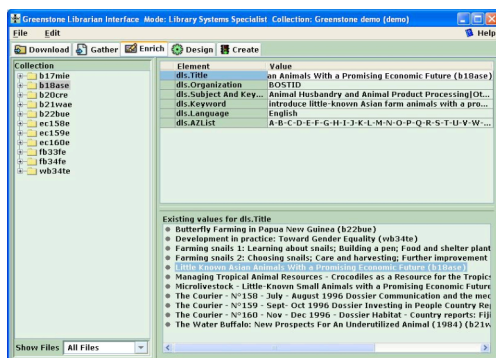 Greenstone Librarian Interface  Mode: Library Systems Specialist  Collection: Greenstone demo (demo)
File Edit Help
Download Gather Enrich Design Create
Collection
b17mie
b18ase
b20cre
b21wae
b22bue
ec158e
ec159e
ec160e
fb33fe
fb34fe
wb34te
Show Files All Files
Element Value
dls.Title an Animals With a Promising Economic Future (b18ase)
dls.Organization BOSTID
dls.Subject And Key... Animal Husbandry and Animal Product Processing|Ot...
dls.Keyword introduce little-known Asian farm animals with a pro...
dls.Language English
dls.AZList A-B-C-D-E-F-G-H-I-J-K-L-M-N-O-P-Q-R-S-T-U-V-W-...
Existing values for dls.Title
Butterfly Farming in Papua New Guinea (b22bue)
Development in practice: Toward Gender Equality (wb34te)
Farming snails 1: Learning about snails; Building a pen; Food and shelter plant
Farming snails 2: Choosing snails; Care and harvesting; Further improvement
Little Known Asian Animals With a Promising Economic Future (b18ase)
Managing Tropical Animal Resources - Crocodiles as a Resource for the Tropics
Microlivestock - Little-Known Small Animals with a Promising Economic Future
The Courier - N°158 - July - August 1996 Dossier Communication and the med
The Courier - N°159 - Sept- Oct 1996 Dossier Investing in People Country Rep
The Courier - N°160 - Nov - Dec 1996 - Dossier Habitat - Country reports: Fiji
The Water Buffalo: New Prospects For An Underutilized Animal (1984) (b21w